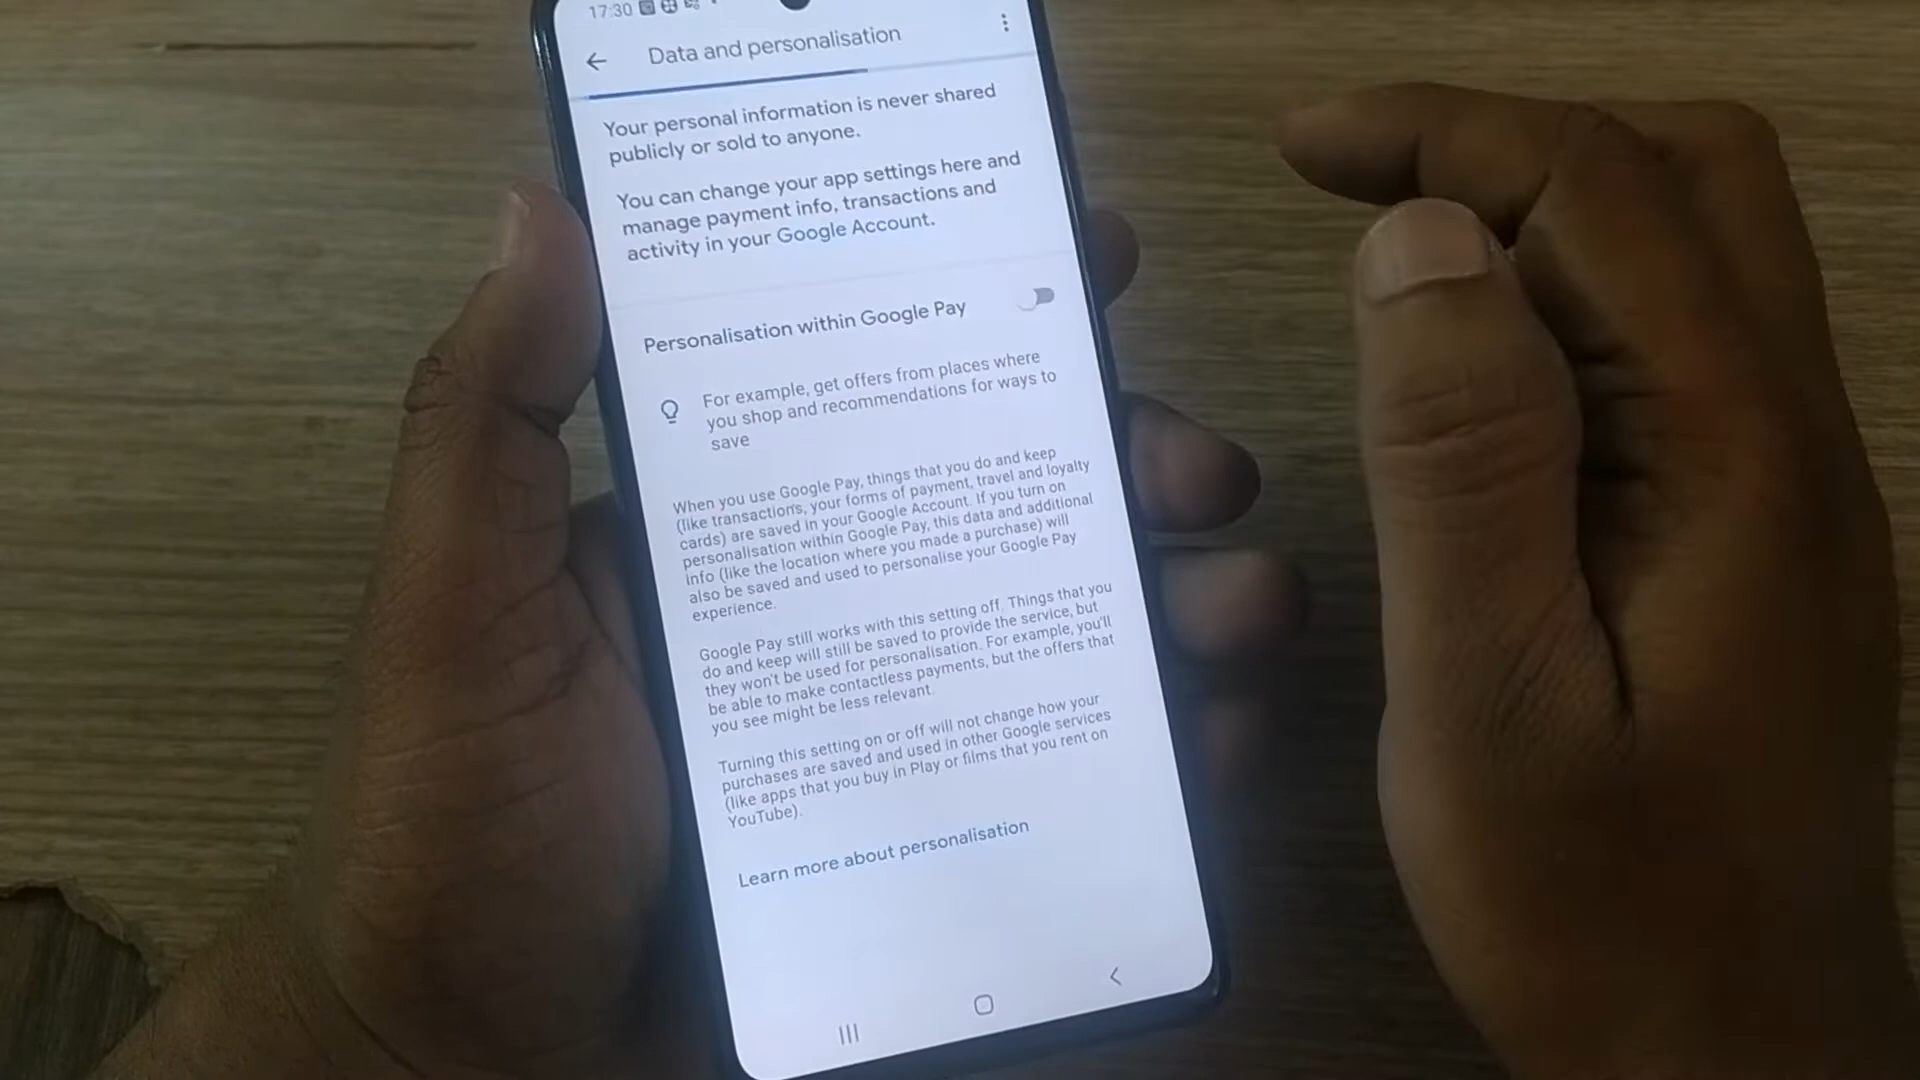 17:30
Data and personalisation
Your personal information is never shared
publicly or sold to anyone.
You can change your app settings here and
manage payment info, transactions and
activity in your Google Account.
Personalisation within Google Pay
For example, get offers from places where
you shop and recommendations for ways to
save
When you use Google Pay, things that you do and keep
(like transactions, your forms of payment, travel and loyalty
cards) are saved in your Google Account. If you turn on
personalisation within Google Pay, this data and additional
info (like the location where you made a purchase) will
also be saved and used to personalise your Google Pay
experience.
Google Pay still works with this setting off. Things that you
do and keep will still be saved to provide the service, but
they won't be used for personalisation. For example, you'll
be able to make contactless payments, but the offers that
you see might be less relevant.
Turning this setting on or off will not change how your
purchases are saved and used in other Google services
(like apps that you buy in Play or films that you rent on
YouTube).
Learn more about personalisation